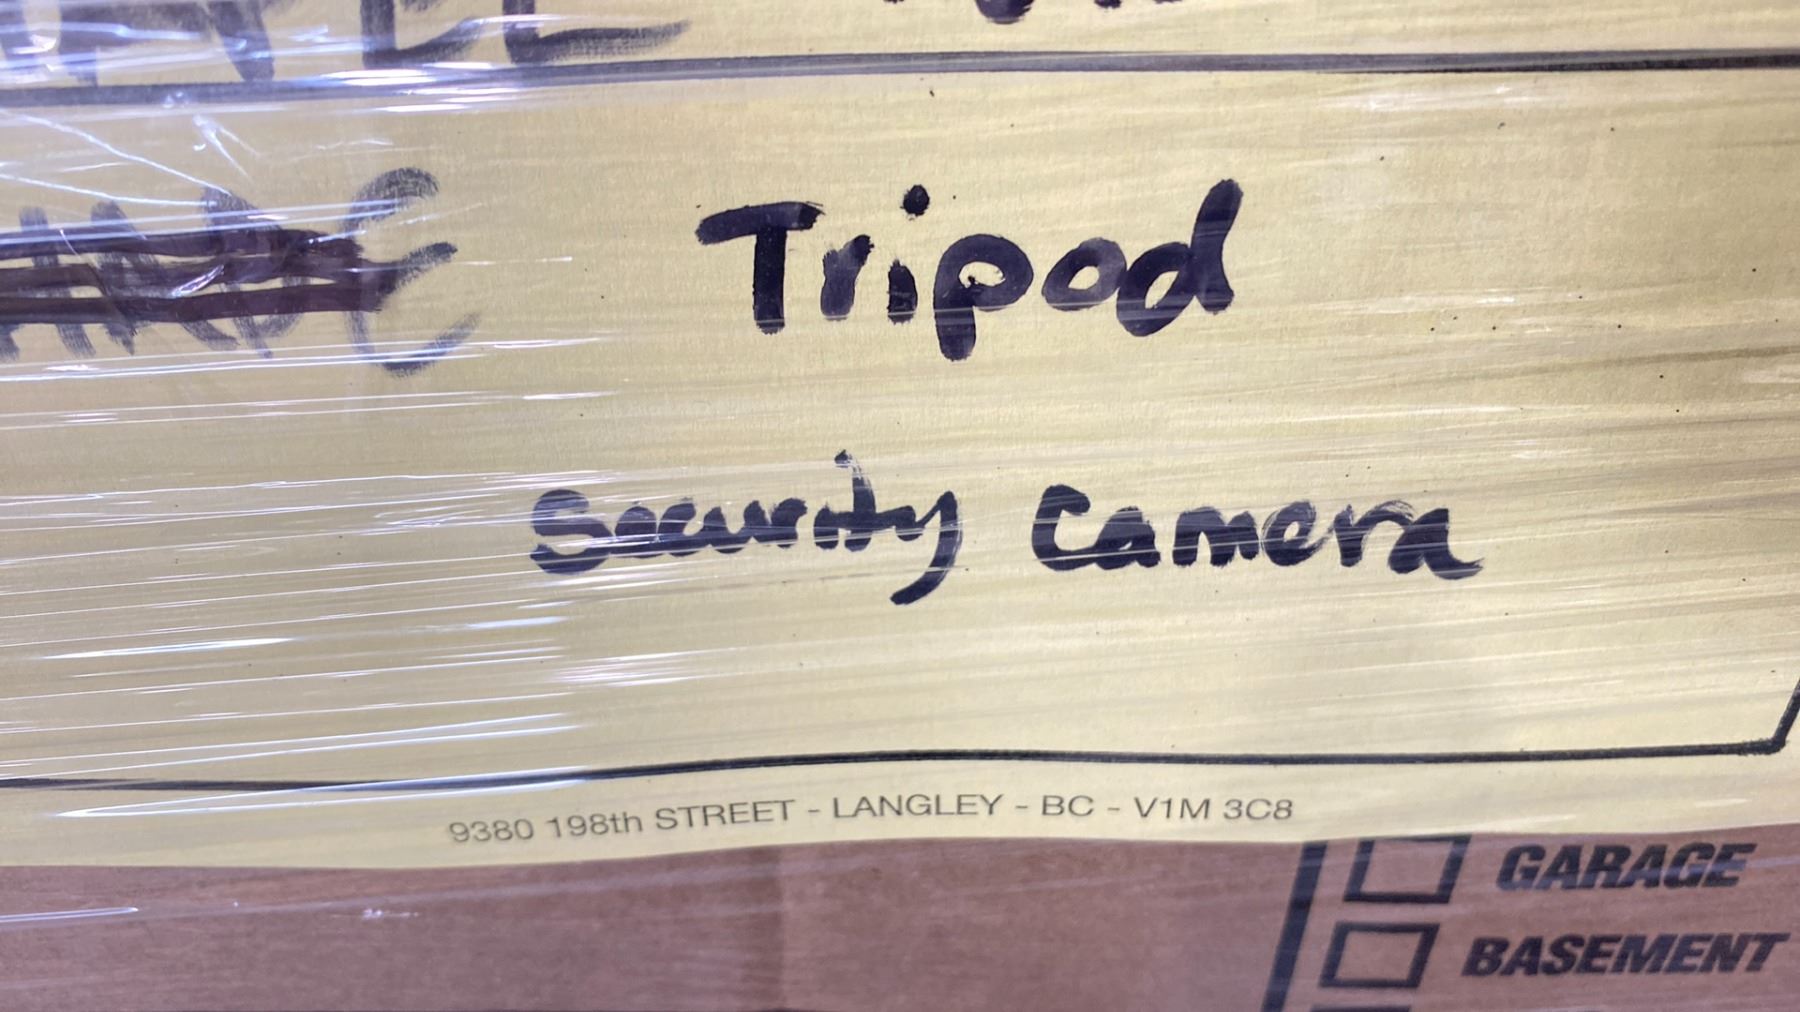 Tripod
Security Camera
9380 198th STREET - LANGLEY - BC - V1M 3C8
GARAGE
BASEMENT